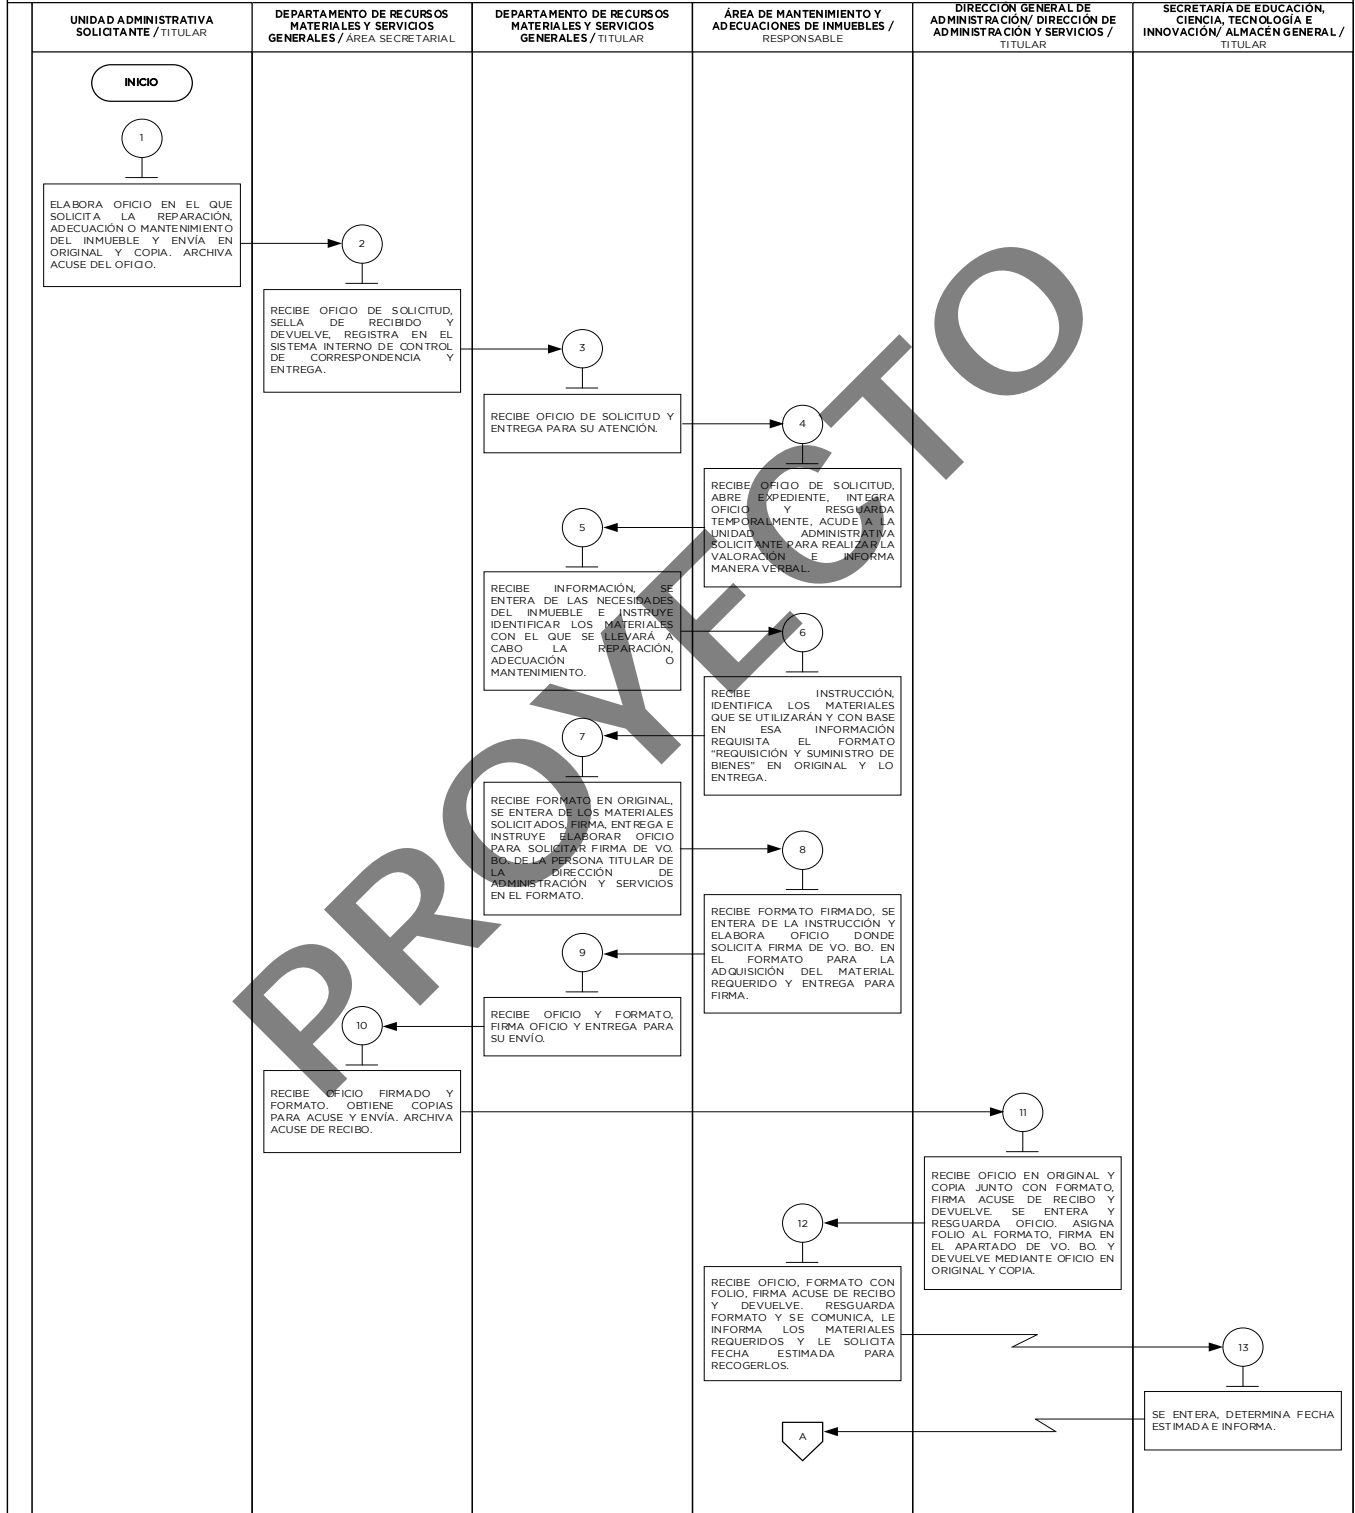 UNIDAD ADMINISTRATIVA
SOLICITANTE / TITULAR
DEPARTAMENTO DE RECURSOS
MATERIALES Y SERVICIOS
GENERALES / ÁREA SECRETARIAL
DEPARTAMENTO DE RECURSOS
MATERIALES Y SERVICIOS
GENERALES / TITULAR
ÁREA DE MANTENIMIENTO Y
ADECUACIONES DE INMUEBLES /
RESPONSABLE
DIRECCIÓN GENERAL DE
ADMINISTRACIÓN/ DIRECCIÓN DE
ADMINISTRACIÓN Y SERVICIOS /
TITULAR
SECRETARÍA DE EDUCACIÓN,
CIENCIA, TECNOLOGÍA E
INNOVACIÓN/ ALMACÉN GENERAL /
TITULAR
INICIO
1
ELABORA OFICIO EN EL QUE
SOLICITA LA REPARACIÓN,
ADECUACIÓN O MANTENIMIENTO
DEL INMUEBLE Y ENVÍA EN
ORIGINAL Y COPIA. ARCHIVA
ACUSE DEL OFICIO.
2
RECIBE OFICIO DE SOLICITUD,
SELLA DE RECIBIDO Y
DEVUELVE, REGISTRA EN EL
SISTEMA INTERNO DE CONTROL
DE CORRESPONDENCIA Y
ENTREGA.
3
RECIBE OFICIO DE SOLICITUD Y
ENTREGA PARA SU ATENCIÓN.
4
RECIBE OFICIO DE SOLICITUD,
ABRE EXPEDIENTE, INTEGRA
OFICIO Y RESGUARDA
TEMPORALMENTE, ACUDE A LA
UNIDAD ADMINISTRATIVA
SOLICITANTE PARA REALIZAR LA
VALORACIÓN E INFORMA
MANERA VERBAL.
5
RECIBE INFORMACIÓN, SE
ENTERA DE LAS NECESIDADES
DEL INMUEBLE E INSTRUYE
IDENTIFICAR LOS MATERIALES
CON EL QUE SE LLEVARÁ A
CABO LA REPARACIÓN,
ADECUACIÓN O
MANTENIMIENTO.
6
RECIBE INSTRUCCIÓN,
IDENTIFICA LOS MATERIALES
QUE SE UTILIZARÁN Y CON BASE
EN ESA INFORMACIÓN
REQUISITA EL FORMATO
“REQUISICIÓN Y SUMINISTRO DE
BIENES” EN ORIGINAL Y LO
ENTREGA.
7
RECIBE FORMATO EN ORIGINAL,
SE ENTERA DE LOS MATERIALES
SOLICITADOS, FIRMA, ENTREGA E
INSTRUYE ELABORAR OFICIO
PARA SOLICITAR FIRMA DE VO.
BO. DE LA PERSONA TITULAR DE
LA DIRECCIÓN DE
ADMINISTRACIÓN Y SERVICIOS
EN EL FORMATO.
8
RECIBE FORMATO FIRMADO, SE
ENTERA DE LA INSTRUCCIÓN Y
ELABORA OFICIO DONDE
SOLICITA FIRMA DE VO. BO. EN
EL FORMATO PARA LA
ADQUISICIÓN DEL MATERIAL
REQUERIDO Y ENTREGA PARA
FIRMA.
9
RECIBE OFICIO Y FORMATO,
FIRMA OFICIO Y ENTREGA PARA
SU ENVÍO.
10
RECIBE OFICIO FIRMADO Y
FORMATO. OBTIENE COPIAS
PARA ACUSE Y ENVÍA. ARCHIVA
ACUSE DE RECIBO.
11
RECIBE OFICIO EN ORIGINAL Y
COPIA JUNTO CON FORMATO,
FIRMA ACUSE DE RECIBO Y
DEVUELVE. SE ENTERA Y
RESGUARDA OFICIO. ASIGNA
FOLIO AL FORMATO, FIRMA EN
EL APARTADO DE VO. BO. Y
DEVUELVE MEDIANTE OFICIO EN
ORIGINAL Y COPIA.
12
RECIBE OFICIO, FORMATO CON
FOLIO, FIRMA ACUSE DE RECIBO
Y DEVUELVE. RESGUARDA
FORMATO Y SE COMUNICA, LE
INFORMA LOS MATERIALES
REQUERIDOS Y LE SOLICITA
FECHA ESTIMADA PARA
RECOGERLOS.
13
SE ENTERA, DETERMINA FECHA
ESTIMADA E INFORMA.
A
PROYECTO